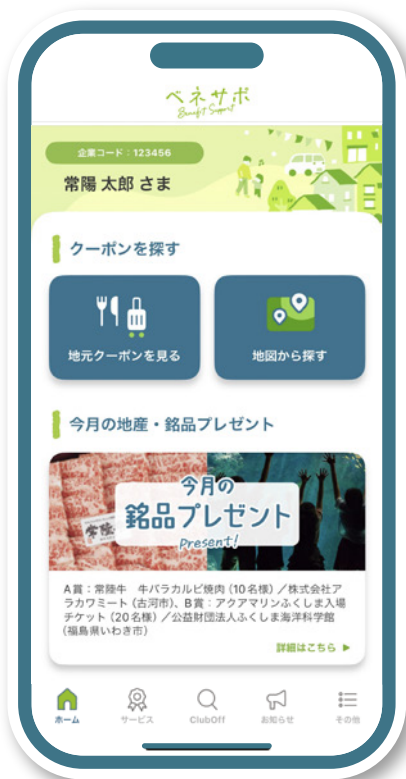 ベネサポ
Benefit Support
企業コード：123456
常陽 太郎 さま
クーポンを探す
地元クーポンを見る
地図から探す
今月の地産・銘品プレゼント
常陸
今月の
銘品プレゼント
Present!
A賞：常陸牛　牛バラカルビ焼肉（10名様）／株式会社ア
ラカワミート（古河市）、B賞：アクアマリンふくしま入場
チケット（20名様）／公益財団法人ふくしま海洋科学館
（福島県いわき市）
詳細はこちら ▶
ホーム
サービス
ClubOff
お知らせ
その他